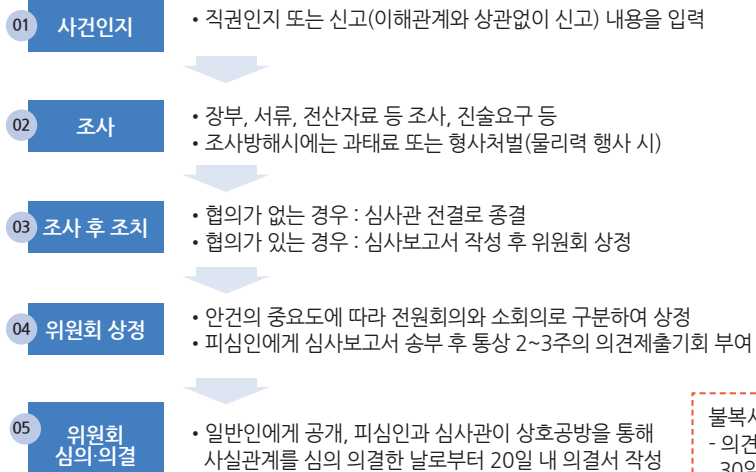 01 사건인지
• 직권인지 또는 신고(이해관계와 상관없이 신고) 내용을 입력
02 조사
• 장부, 서류, 전산자료 등 조사, 진술요구 등
• 조사방해시에는 과태료 또는 형사처벌(물리력 행사 시)
03 조사 후 조치
• 협의가 없는 경우 : 심사관 전결로 종결
• 협의가 있는 경우 : 심사보고서 작성 후 위원회 상정
04 위원회 상정
• 안건의 중요도에 따라 전원회의와 소회의로 구분하여 상정
• 피심인에게 심사보고서 송부 후 통상 2~3주의 의견제출기회 부여
05 위원회
심의·의결
• 일반인에게 공개, 피심인과 심사관이 상호공방을 통해
사실관계를 심의 의결한 날로부터 20일 내 의결서 작성
불복시
- 의견